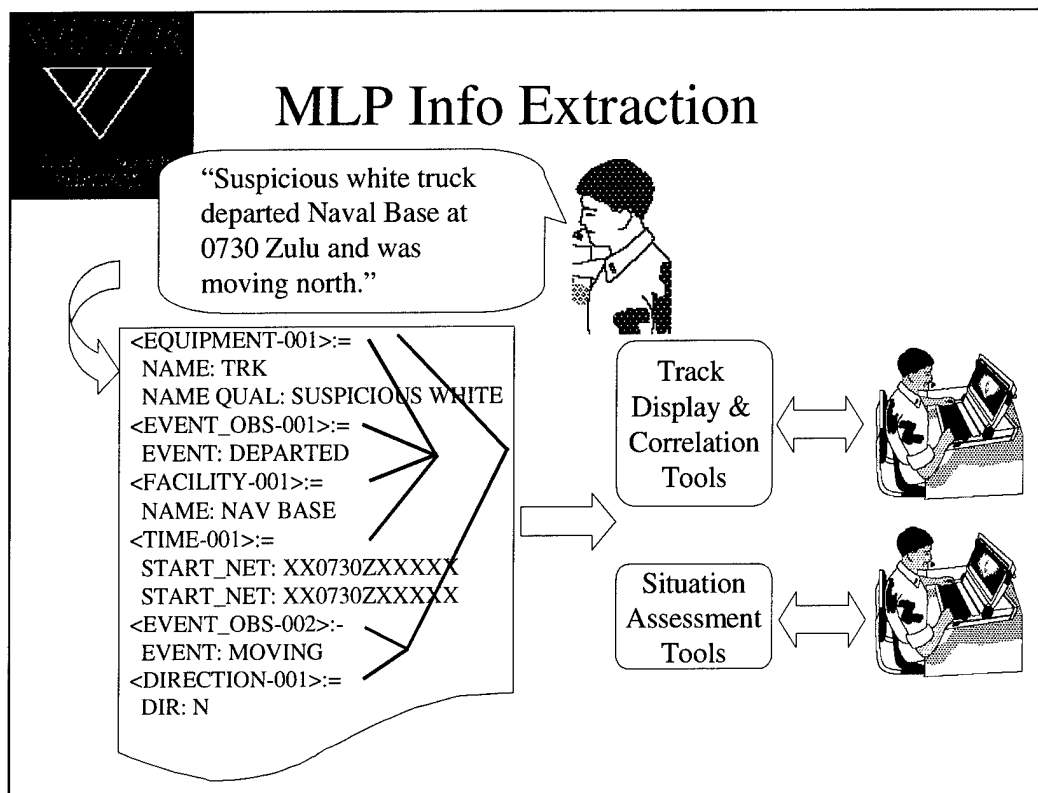 MLP Info Extraction
“Suspicious white truck
departed Naval Base at
0730 Zulu and was
moving north.”
<EQUIPMENT-001>:=
NAME: TRK
NAME QUAL: SUSPICIOUS WHITE
<EVENT_OBS-001>:=
EVENT: DEPARTED
<FACILITY-001>:=
NAME: NAV BASE
<TIME-001>:=
START_NET: XX0730ZXXXXX
START_NET: XX0730ZXXXXX
<EVENT_OBS-002>:-
EVENT: MOVING
<DIRECTION-001>:=
DIR: N
Track
Display &
Correlation
Tools
Situation
Assessment
Tools